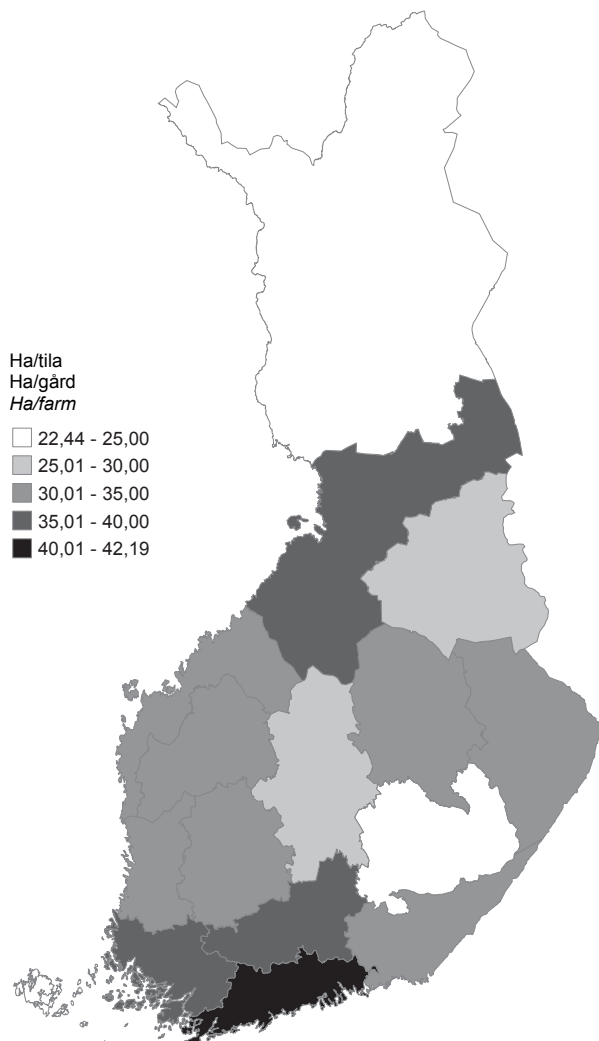 Ha/tila
Ha/gård
Ha/farm
22,44 - 25,00
25,01 - 30,00
30,01 - 35,00
35,01 - 40,00
40,01 - 42,19